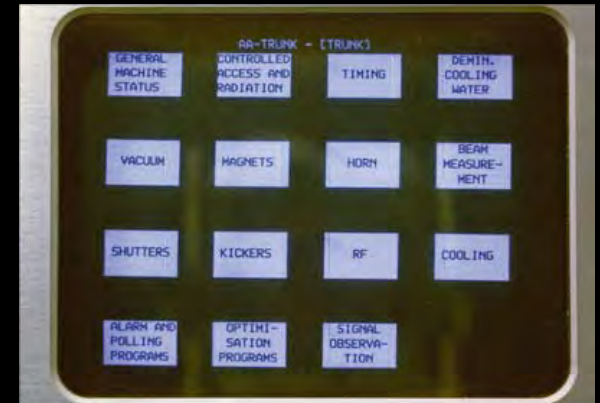 AA-TRUNK - [TRUNK]
GENERAL
MACHINE
STATUS
CONTROLLED
ACCESS AND
RADIATION
TIMING
DEMIN.
COOLING
WATER
VACUUM
MAGNETS
HORN
BEAM
MEASURE-
MENT
SHUTTERS
KICKERS
RF
COOLING
ALARM AND
POLLING
PROGRAMS
OPTIMI-
SATION
PROGRAMS
SIGNAL
OBSERVA-
TION